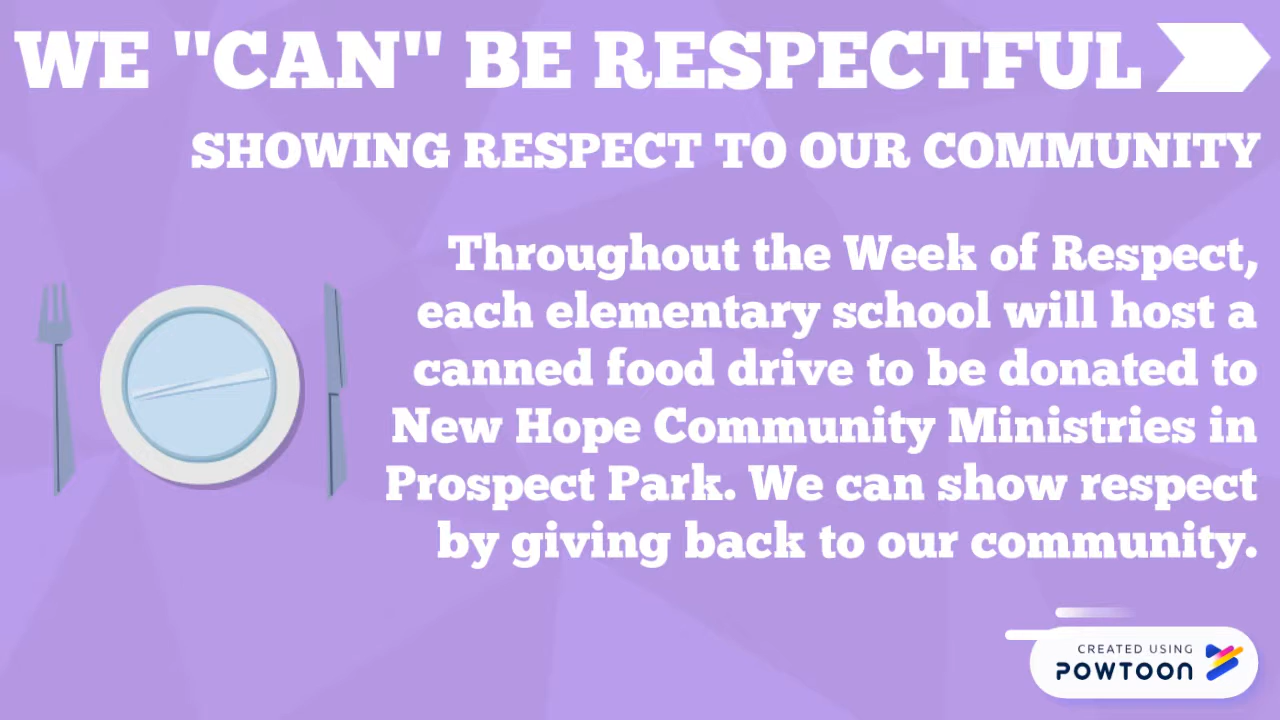 WE "CAN" BE RESPECTFUL
SHOWING RESPECT TO OUR COMMUNITY
Throughout the Week of Respect,
each elementary school will host a
canned food drive to be donated to
New Hope Community Ministries in
Prospect Park. We can show respect
by giving back to our community.
CREATED USING
POWTOON